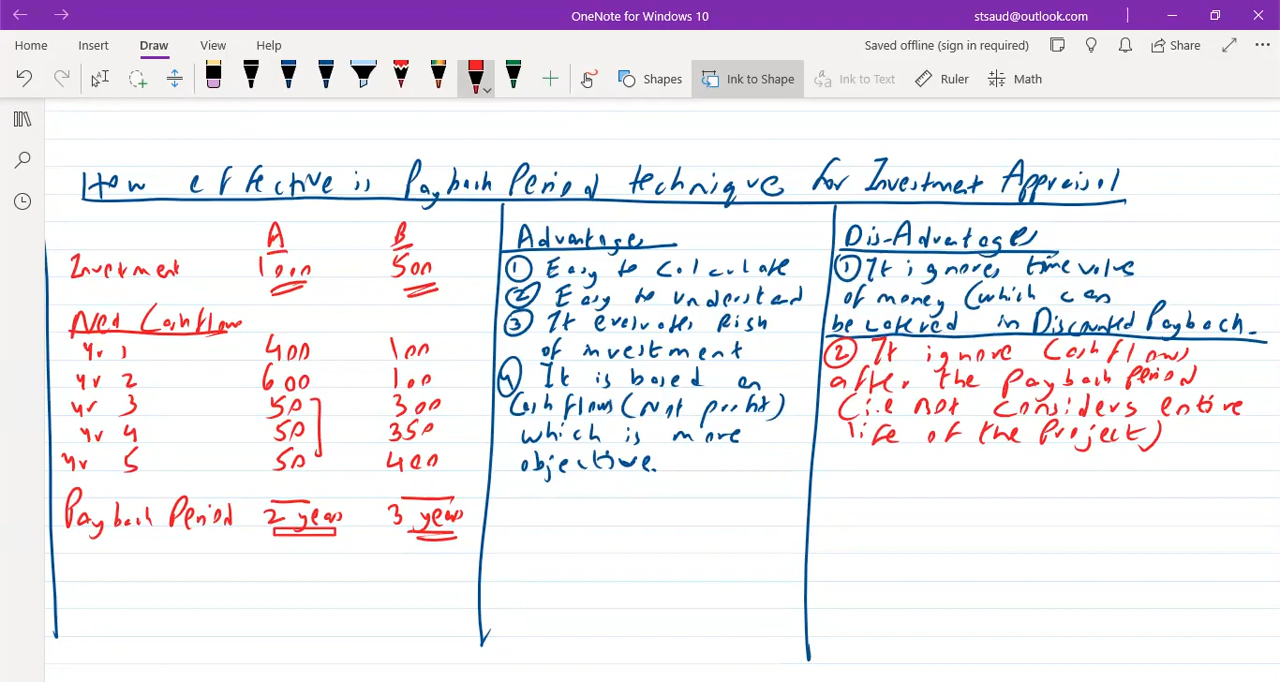 OneNote for Windows 10
stsaud@outlook.com
Home Insert Draw View Help
Saved offline (sign in required) Share
Shapes Ink to Shape Ink to Text Ruler Math
How effective is Payback Period technique for Investment Appraisal
A B
Investment 1000 500
Net Cashflow
Yr 1 400 100
Yr 2 600 100
Yr 3 50 300
Yr 4 50 350
Yr 5 50 400
Payback Period 2 years 3 years
Advantages
① Easy to Calculate
② Easy to understand
③ It evaluates Risk
of investment
④ It is based on
Cashflows (Not profit)
which is more
objective.
Dis-Advantages
① It ignores time value
of money (which can
be catered in Discounted Payback.
② It ignore Cashflows
after the Payback Period
(i.e not considers entire
life of the Project)